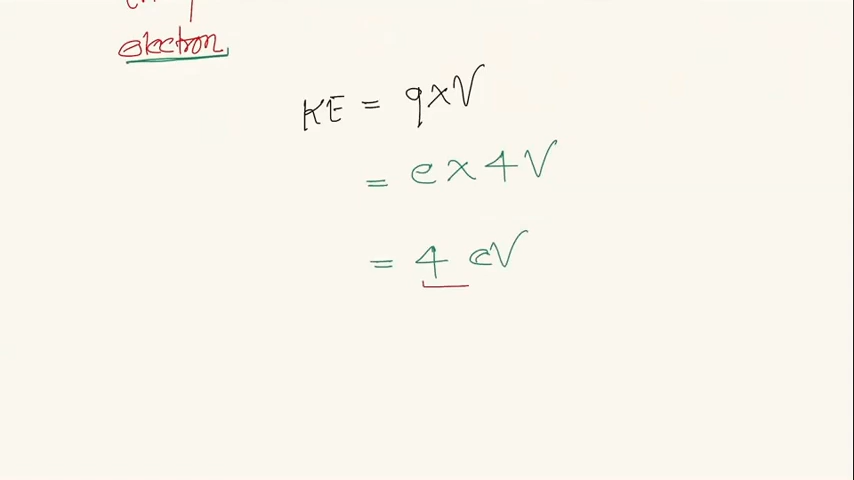 electron
KE = q×V
= e×4V
= 4 eV